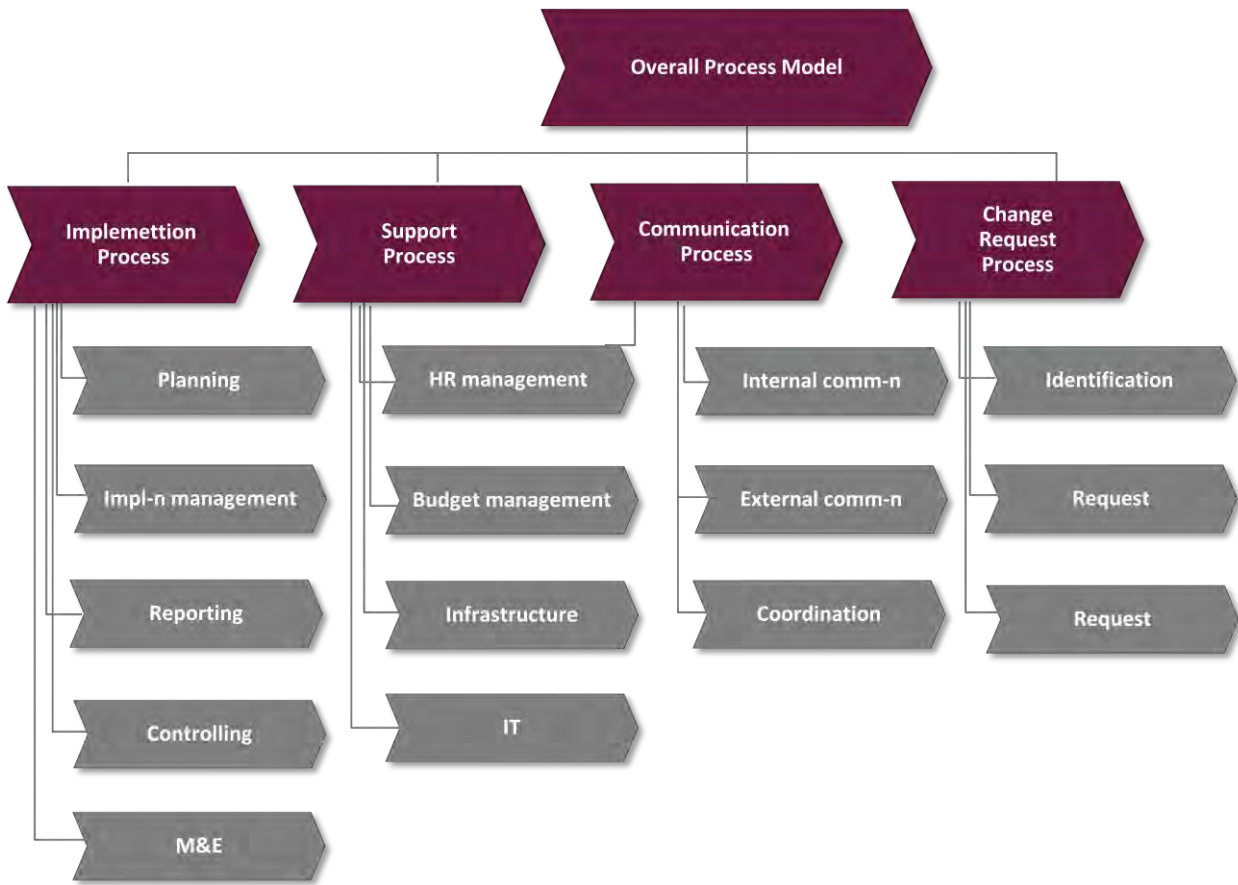 Overall Process Model
Implemettion
Process
Support
Process
Communication
Process
Change
Request
Process
Planning
HR management
Internal comm-n
Identification
Impl-n management
Budget management
External comm-n
Request
Reporting
Infrastructure
Coordination
Request
Controlling
IT
M&E